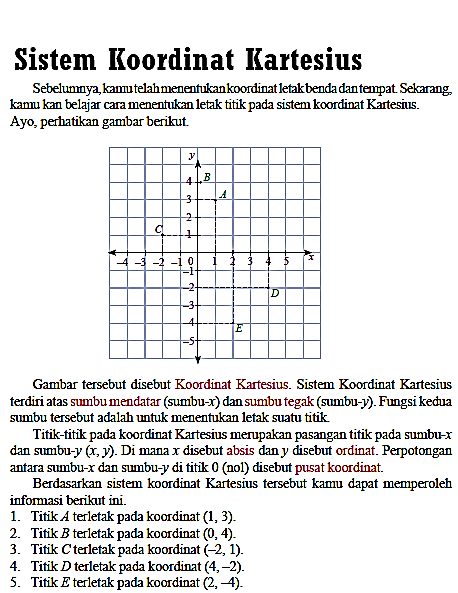 Sistem Koordinat Kartesius
Sebelumnya, kamu telah menentukan koordinat letak benda dan tempat. Sekarang,
kamu kan belajar cara menentukan letak titik pada sistem koordinat Kartesius.
Ayo, perhatikan gambar berikut.
y
4 B
3 A
2
C 1
–4 –3 –2 –1 0 1 2 3 4 5 x
–1
–2
D
–3
–4
E
–5
Gambar tersebut disebut Koordinat Kartesius. Sistem Koordinat Kartesius
terdiri atas sumbu mendatar (sumbu-x) dan sumbu tegak (sumbu-y). Fungsi kedua
sumbu tersebut adalah untuk menentukan letak suatu titik.
Titik-titik pada koordinat Kartesius merupakan pasangan titik pada sumbu-x
dan sumbu-y (x, y). Di mana x disebut absis dan y disebut ordinat. Perpotongan
antara sumbu-x dan sumbu-y di titik 0 (nol) disebut pusat koordinat.
Berdasarkan sistem koordinat Kartesius tersebut kamu dapat memperoleh
informasi berikut ini.
1. Titik A terletak pada koordinat (1, 3).
2. Titik B terletak pada koordinat (0, 4).
3. Titik C terletak pada koordinat (–2, 1).
4. Titik D terletak pada koordinat (4, –2).
5. Titik E terletak pada koordinat (2, –4).